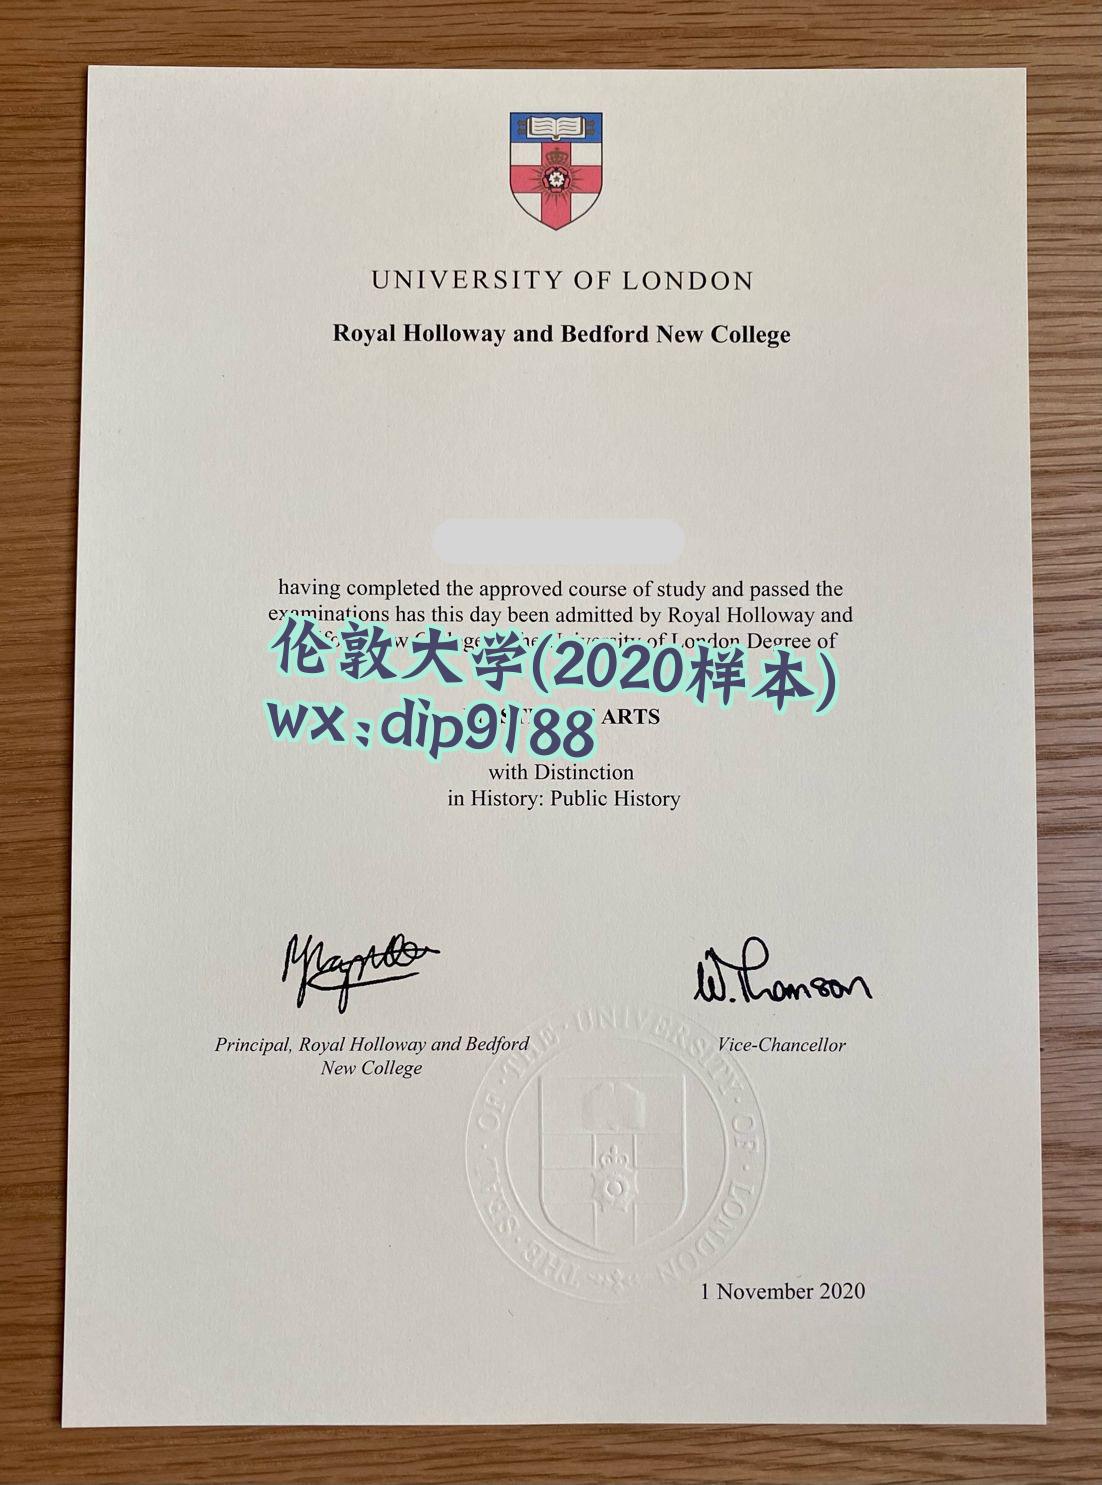 UNIVERSITY OF LONDON
Royal Holloway and Bedford New College
having completed the approved course of study and passed the
examinations has this day been admitted by Royal Holloway and
University of London Degree of
伦敦大学(2020样本)
ARTS
wx:dip9188
with Distinction
in History: Public History
W. Thomson
Principal, Royal Holloway and Bedford
New College
Vice-Chancellor
THE · SEAL · OF · THE · UNIVERSITY · OF · LONDON
1 November 2020